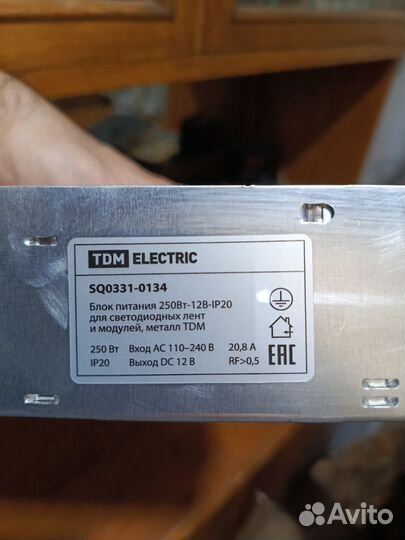 TDM ELECTRIC
SQ0331-0134
Блок питания 250Вт-12В-IP20
для светодиодных лент
и модулей, металл TDM
250 Вт Вход AC 110–240 В 20,8 А
IP20 Выход DC 12 В RF>0,5
EAC
Avito